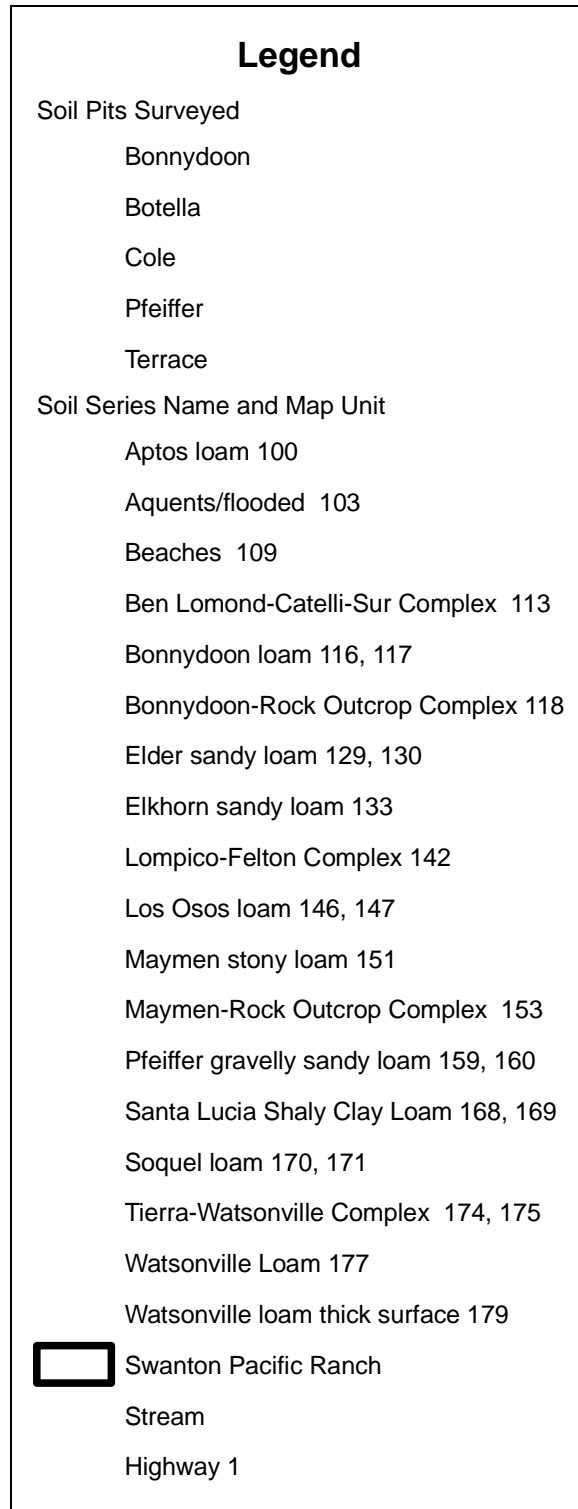 Legend
Soil Pits Surveyed
Bonnydoon
Botella
Cole
Pfeiffer
Terrace
Soil Series Name and Map Unit
Aptos loam 100
Aquents/flooded  103
Beaches  109
Ben Lomond-Catelli-Sur Complex  113
Bonnydoon loam 116, 117
Bonnydoon-Rock Outcrop Complex 118
Elder sandy loam 129, 130
Elkhorn sandy loam 133
Lompico-Felton Complex 142
Los Osos loam 146, 147
Maymen stony loam 151
Maymen-Rock Outcrop Complex  153
Pfeiffer gravelly sandy loam 159, 160
Santa Lucia Shaly Clay Loam 168, 169
Soquel loam 170, 171
Tierra-Watsonville Complex  174, 175
Watsonville Loam 177
Watsonville loam thick surface 179
Swanton Pacific Ranch
Stream
Highway 1